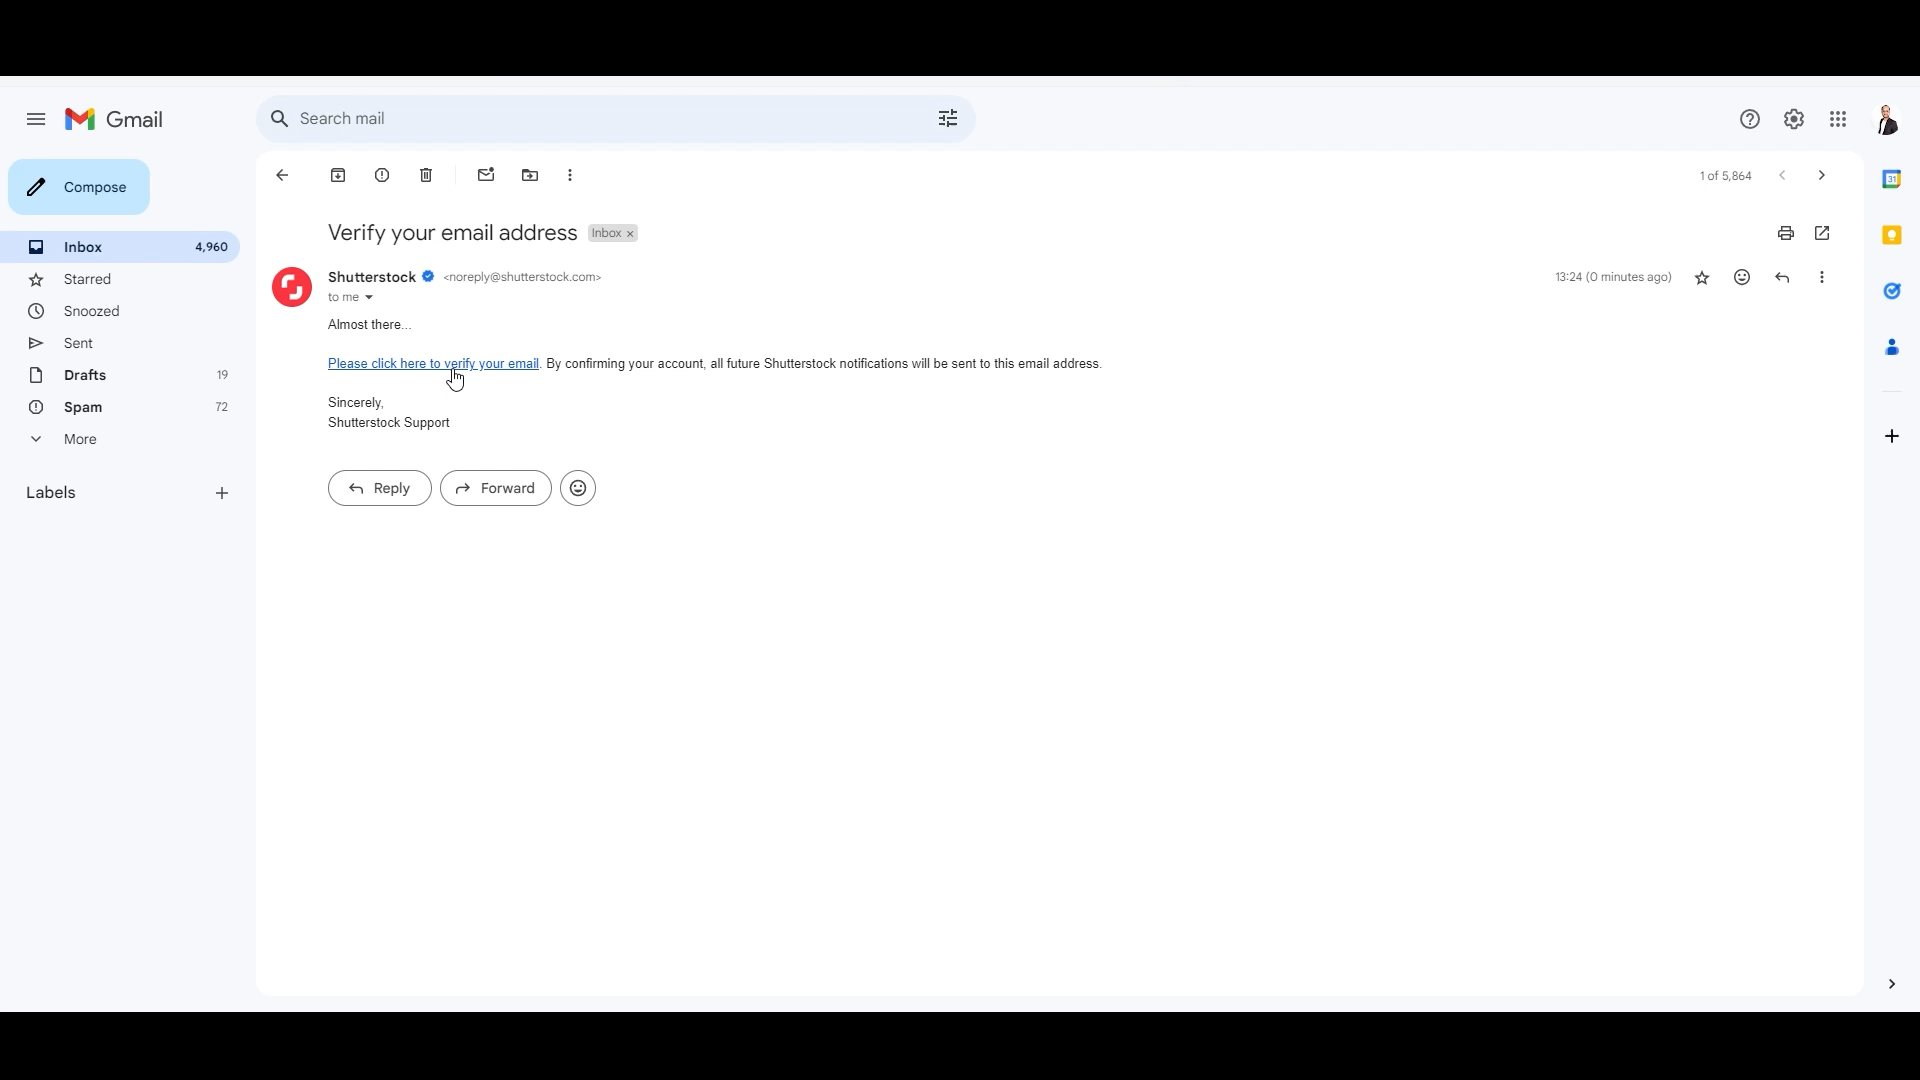 Gmail
Search mail
Compose
1 of 5,864
Verify your email address Inbox x
Inbox 4,960
Shutterstock <noreply@shutterstock.com> 13:24 (0 minutes ago)
to me
Starred
Snoozed
Almost there...
Sent
Please click here to verify your email. By confirming your account, all future Shutterstock notifications will be sent to this email address.
Drafts 19
Sincerely,
Spam 72
Shutterstock Support
More
Labels
Reply Forward
31